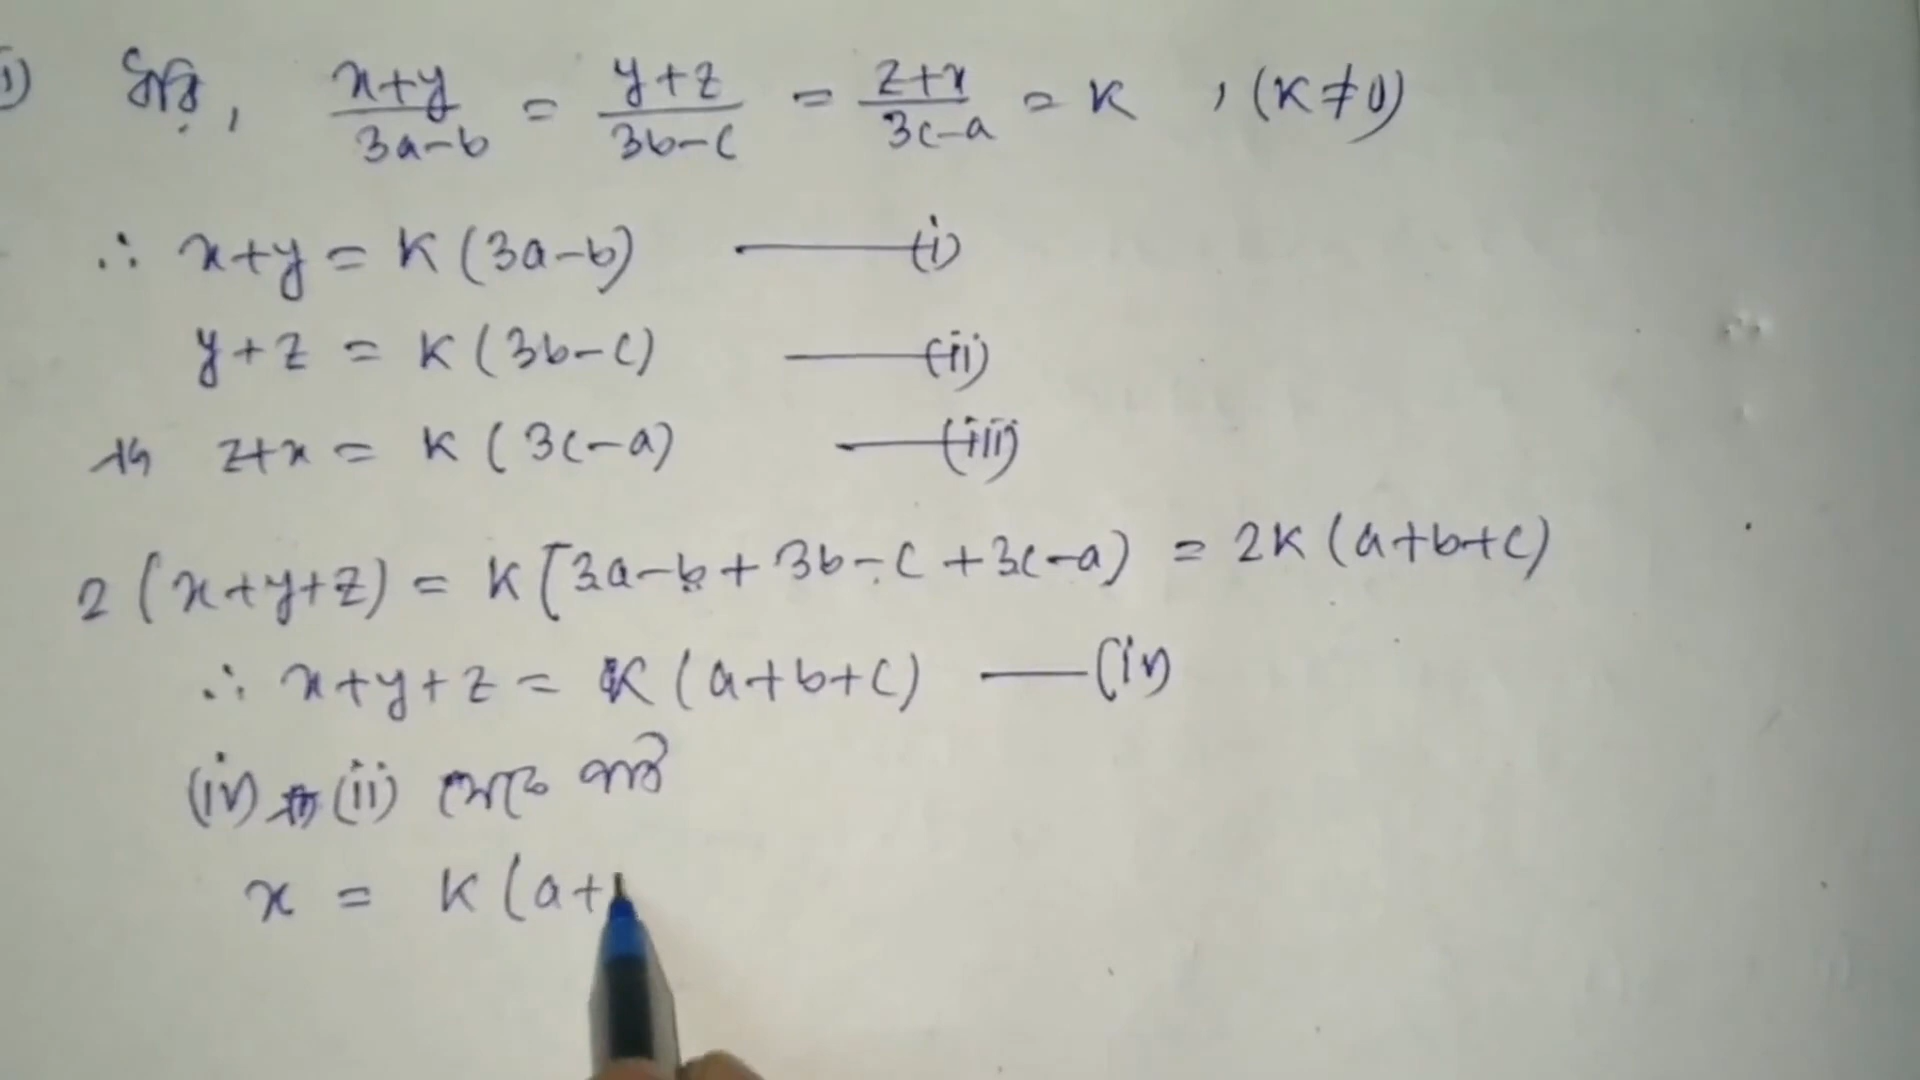 1) ধরি, x+y/3a-b = y+z/3b-c = z+x/3c-a = K , (K≠0)
∴ x+y = K(3a-b) —(i)
y+z = K(3b-c) —(ii)
z+x = K(3c-a) —(iii)
2(x+y+z) = K[3a-b+3b-c+3c-a) = 2K(a+b+c)
∴ x+y+z = K(a+b+c) —(iv)
(iv) (ii) থেকে পাই
x = K(a+